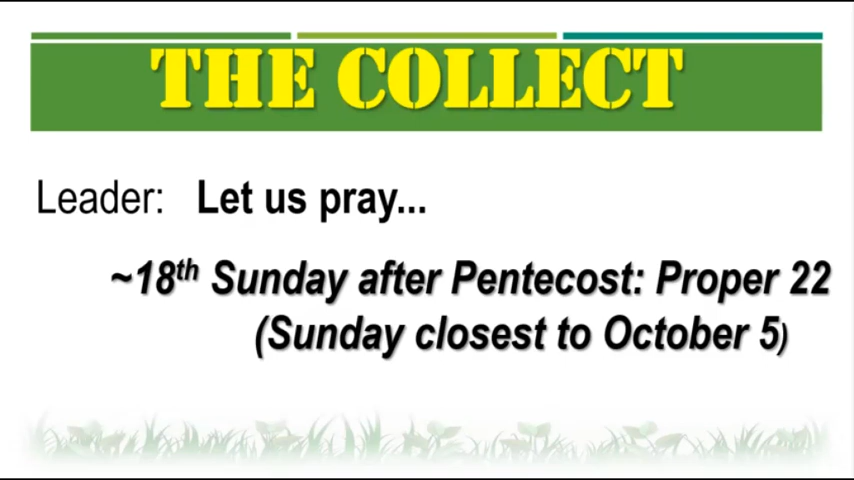 THE COLLECT
Leader: Let us pray...
~18th Sunday after Pentecost: Proper 22
(Sunday closest to October 5)